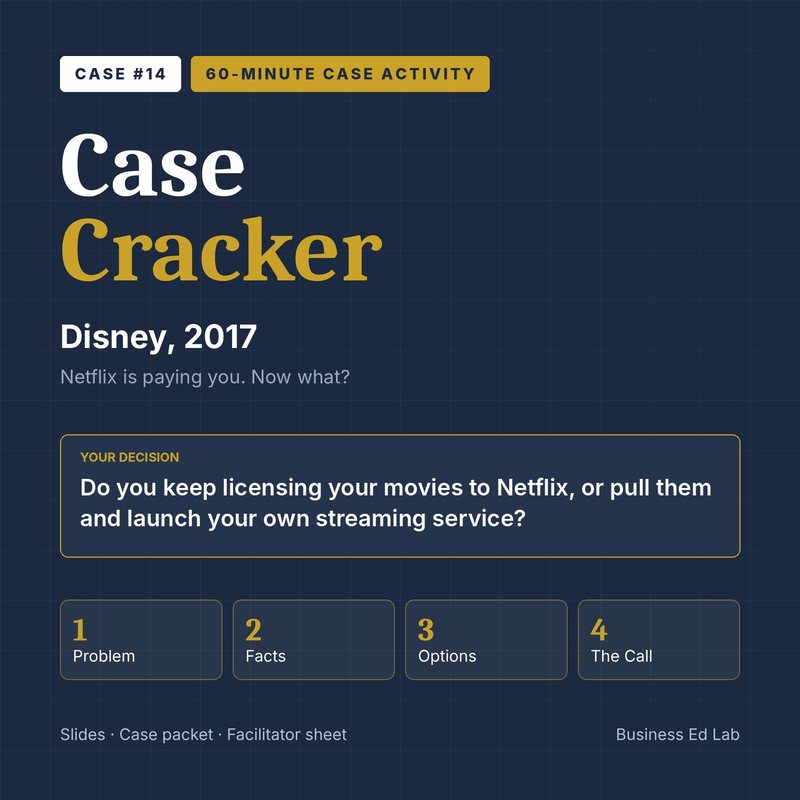 CASE #14
60-MINUTE CASE ACTIVITY
Case
Cracker
Disney, 2017
Netflix is paying you. Now what?
YOUR DECISION
Do you keep licensing your movies to Netflix, or pull them
and launch your own streaming service?
1
Problem
2
Facts
3
Options
4
The Call
Slides · Case packet · Facilitator sheet
Business Ed Lab